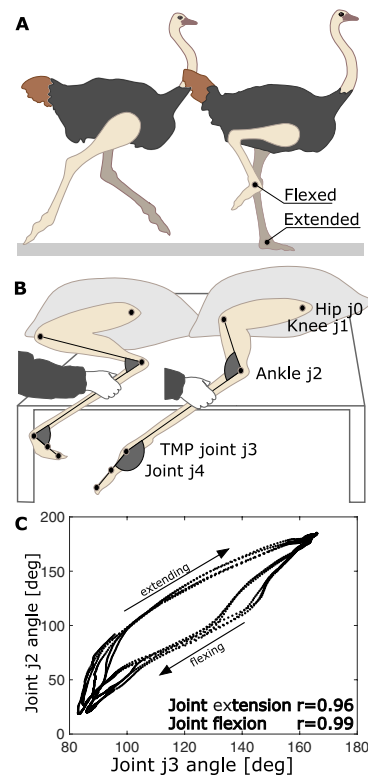 A
Flexed
Extended
B
Hip j0
Knee j1
Ankle j2
TMP joint j3
Joint j4
C
200
150
100
50
0
Joint j2 angle [deg]
extending
flexing
Joint extension r=0.96
Joint flexion r=0.99
80
100
120
140
160
180
Joint j3 angle [deg]